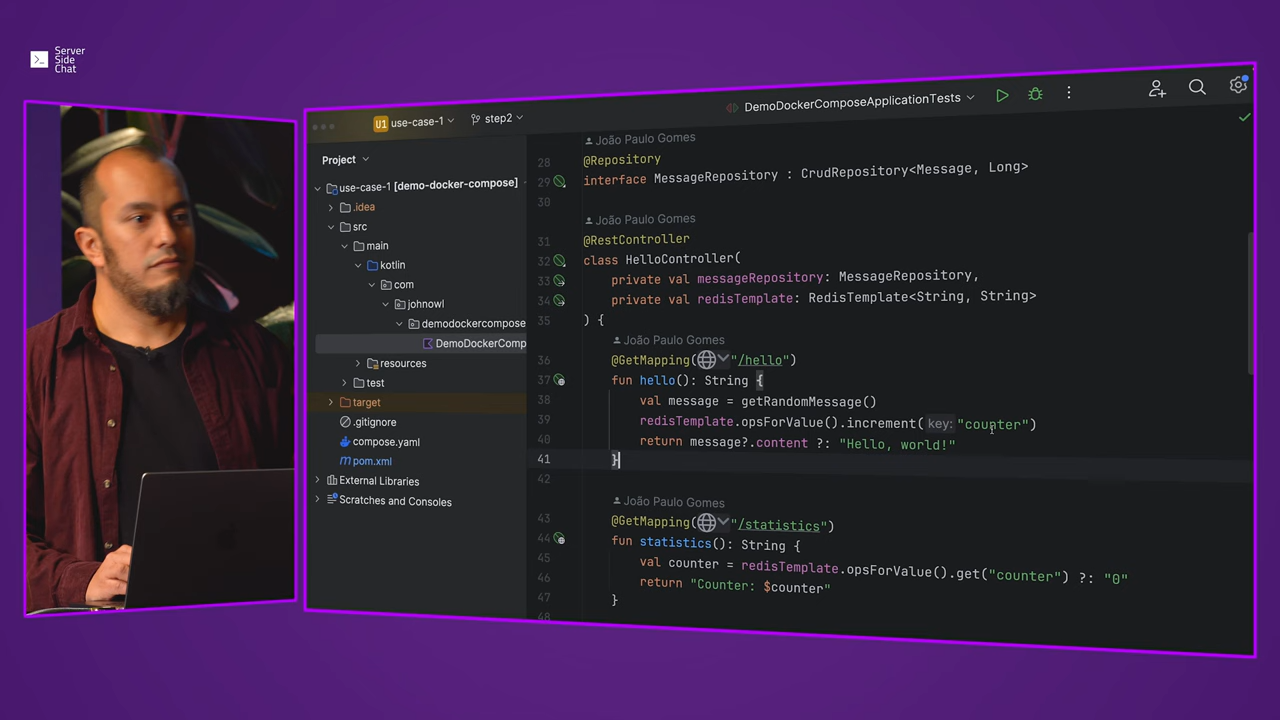 Server
Side
Chat
U1 use-case-1
step2
DemoDockerComposeApplicationTests
Project
use-case-1 [demo-docker-compose]
.idea
src
main
kotlin
com
johnowl
demodockercompose
DemoDockerComp
resources
test
target
.gitignore
compose.yaml
pom.xml
External Libraries
Scratches and Consoles
João Paulo Gomes
28 @Repository
29 interface MessageRepository : CrudRepository<Message, Long>
30
João Paulo Gomes
31 @RestController
32 class HelloController(
33 private val messageRepository: MessageRepository,
34 private val redisTemplate: RedisTemplate<String, String>
35 ) {
João Paulo Gomes
36 @GetMapping("/hello")
37 fun hello(): String {
38 val message = getRandomMessage()
39 redisTemplate.opsForValue().increment( key: "counter")
40 return message?.content ?: "Hello, world!"
41 }
42
João Paulo Gomes
43 @GetMapping("/statistics")
44 fun statistics(): String {
45 val counter = redisTemplate.opsForValue().get("counter") ?: "0"
46 return "Counter: $counter"
47 }
48